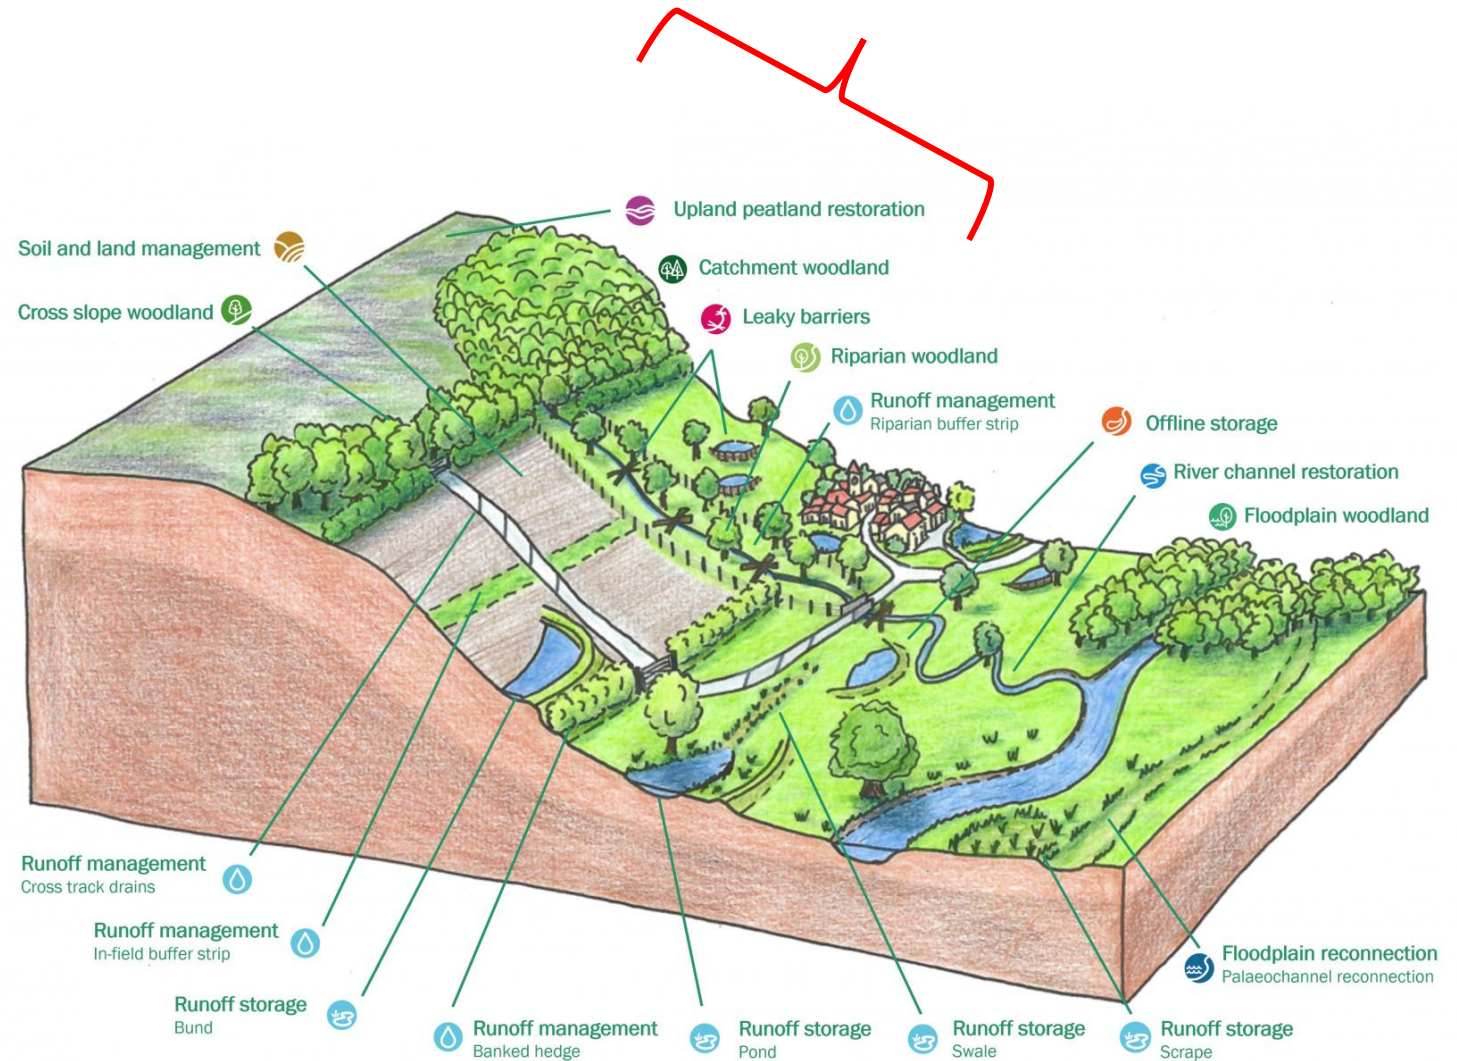 Upland peatland restoration
Soil and land management
Catchment woodland
Cross slope woodland
Leaky barriers
Riparian woodland
Runoff management
Riparian buffer strip
Offline storage
River channel restoration
Floodplain woodland
Runoff management
Cross track drains
Runoff management
In-field buffer strip
Floodplain reconnection
Palaeochannel reconnection
Runoff storage
Bund
Runoff management
Banked hedge
Runoff storage
Pond
Runoff storage
Swale
Runoff storage
Scrape